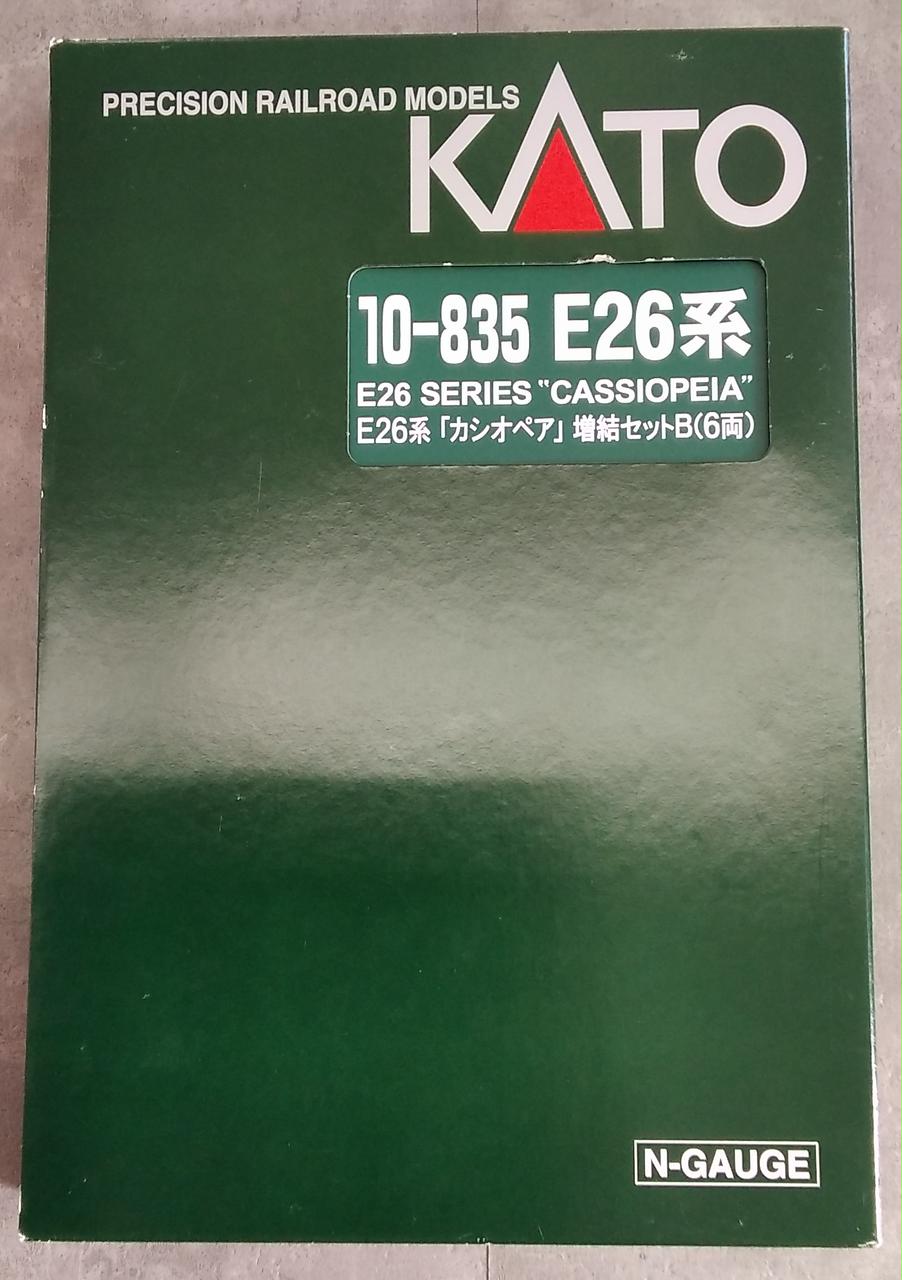 PRECISION RAILROAD MODELS
KATO
10-835 E26系
E26 SERIES “CASSIOPEIA”
E26系「カシオペア」増結セットB(6両)
N-GAUGE